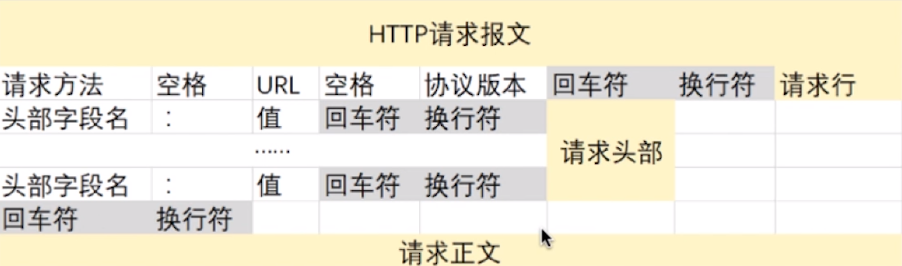 HTTP请求报文
请求方法 空格 URL 空格 协议版本 回车符 换行符 请求行
头部字段名 : 值 回车符 换行符
...... 请求头部
头部字段名 : 值 回车符 换行符
回车符 换行符
请求正文